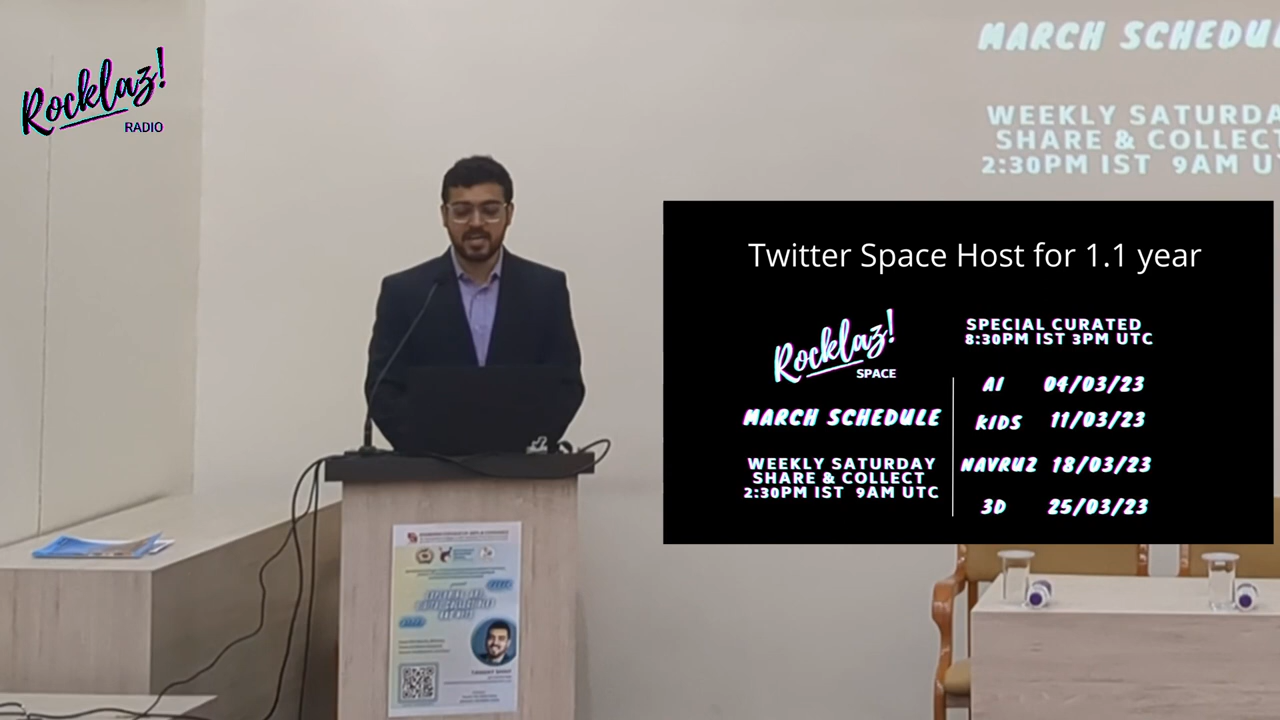 Rocklaz!
RADIO
MARCH SCHEDU
WEEKLY SATURDA
SHARE & COLLECT
2:30PM IST 9AM U
Twitter Space Host for 1.1 year
Rocklaz!
SPACE
MARCH SCHEDULE
WEEKLY SATURDAY
SHARE & COLLECT
2:30PM IST 9AM UTC
SPECIAL CURATED
8:30PM IST 3PM UTC
AI 04/03/23
KIDS 11/03/23
NAVRUZ 18/03/23
3D 25/03/23